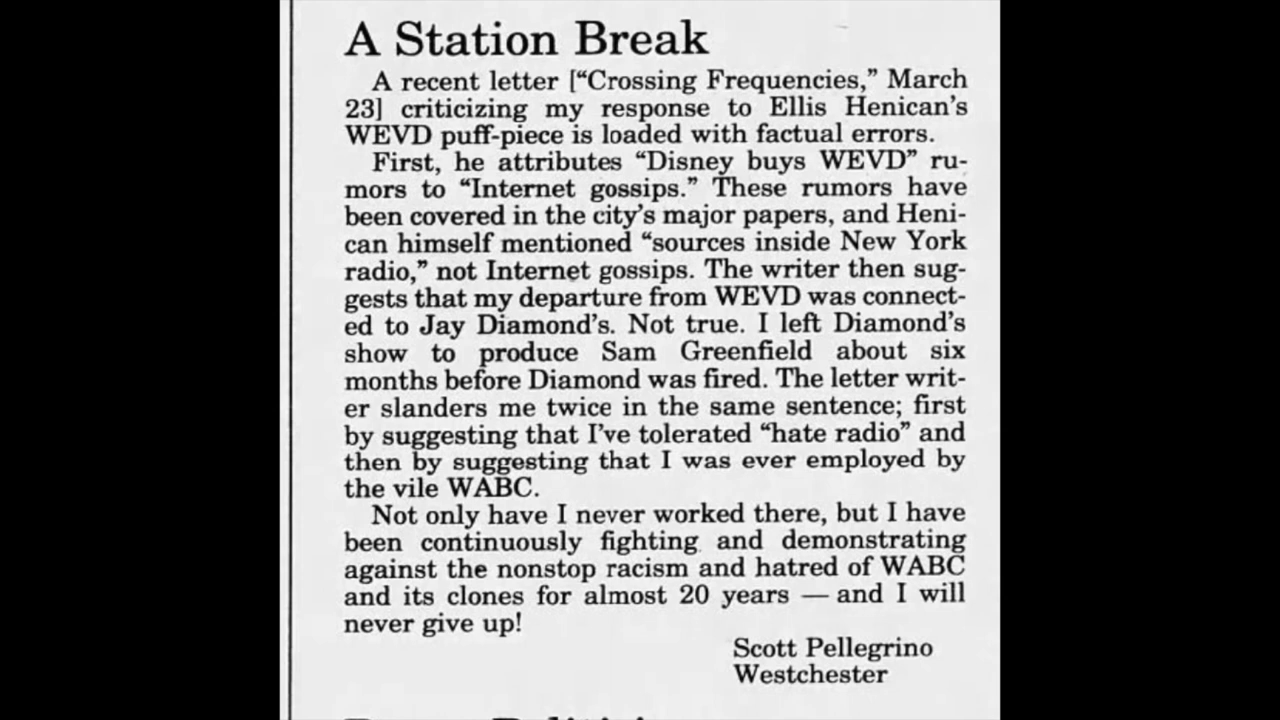 A Station Break
A recent letter [“Crossing Frequencies,” March
23] criticizing my response to Ellis Henican’s
WEVD puff-piece is loaded with factual errors.
First, he attributes “Disney buys WEVD” ru-
mors to “Internet gossips.” These rumors have
been covered in the city’s major papers, and Heni-
can himself mentioned “sources inside New York
radio,” not Internet gossips. The writer then sug-
gests that my departure from WEVD was connect-
ed to Jay Diamond’s. Not true. I left Diamond’s
show to produce Sam Greenfield about six
months before Diamond was fired. The letter writ-
er slanders me twice in the same sentence; first
by suggesting that I’ve tolerated “hate radio” and
then by suggesting that I was ever employed by
the vile WABC.
Not only have I never worked there, but I have
been continuously fighting and demonstrating
against the nonstop racism and hatred of WABC
and its clones for almost 20 years — and I will
never give up!
Scott Pellegrino
Westchester